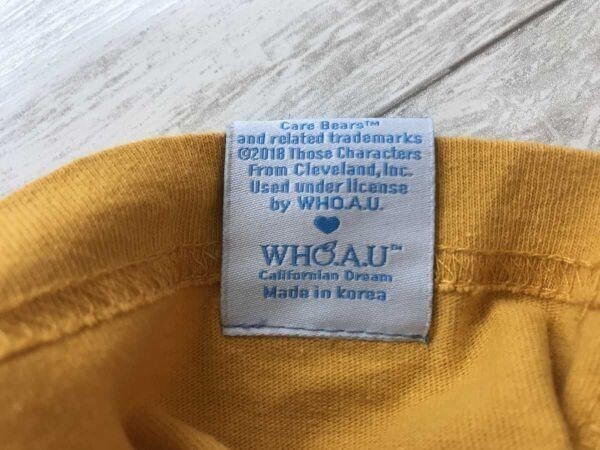 Care Bears™
and related trademarks
©2018 Those Characters
From Cleveland, Inc.
Used under license
by WHO.A.U.
WHO.A.U™
Californian Dream
Made in Korea